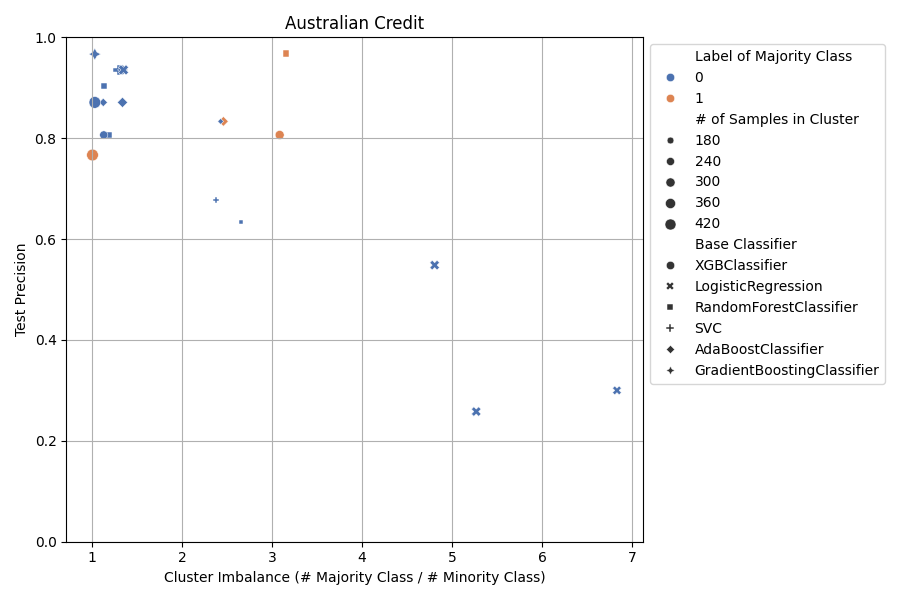 Australian Credit
Test Precision
1.0
0.8
0.6
0.4
0.2
0.0
1 2 3 4 5 6 7
Cluster Imbalance (# Majority Class / # Minority Class)
Label of Majority Class
0
1
# of Samples in Cluster
180
240
300
360
420
Base Classifier
XGBClassifier
LogisticRegression
RandomForestClassifier
SVC
AdaBoostClassifier
GradientBoostingClassifier